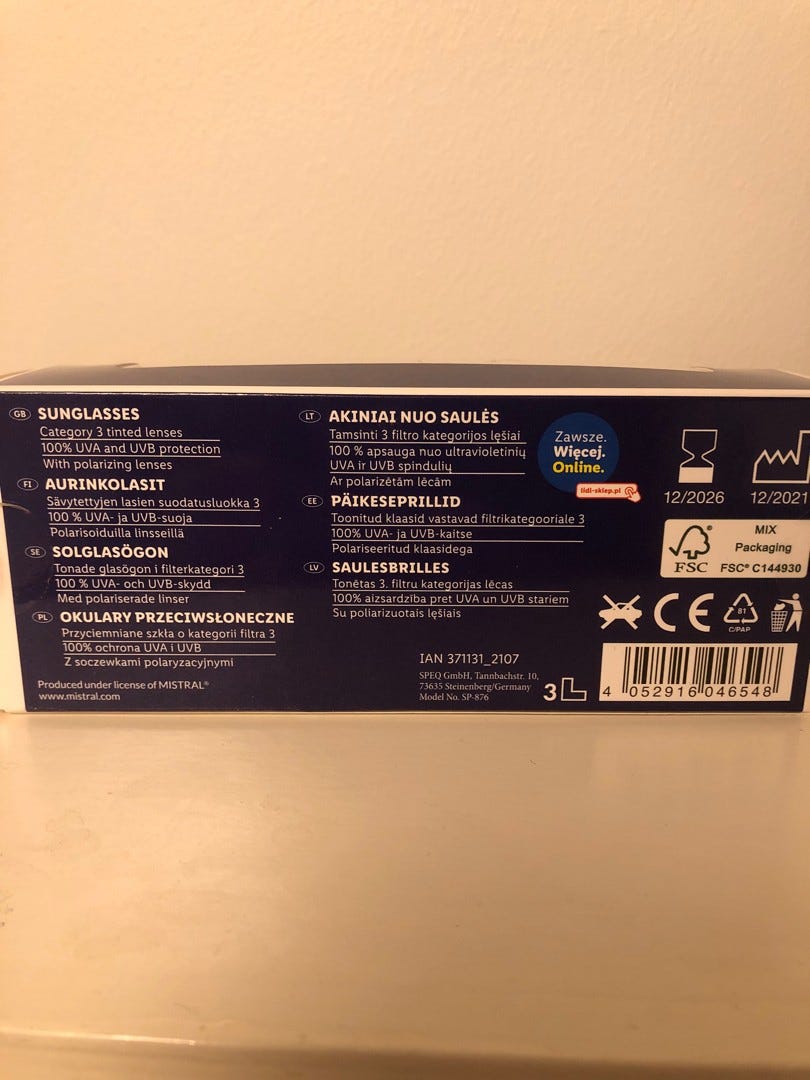 GB SUNGLASSES
Category 3 tinted lenses
100% UVA and UVB protection
With polarizing lenses
FI AURINKOLASIT
Sävytettyjen lasien suodatusluokka 3
100 % UVA- ja UVB-suoja
Polarisoiduilla linsseillä
SE SOLGLASÖGON
Tonade glasögon i filterkategori 3
100 % UVA- och UVB-skydd
Med polariserade linser
PL OKULARY PRZECIWSŁONECZNE
Przyciemniane szkła o kategorii filtra 3
100% ochrona UVA i UVB
Z soczewkami polaryzacyjnymi
Produced under license of MISTRAL®
www.mistral.com
LT AKINIAI NUO SAULĖS
Tamsinti 3 filtro kategorijos lęšiai
100 % apsauga nuo ultravioletinių
UVA ir UVB spindulių
Ar polarizētām lēcām
EE PÄIKESEPRILLID
Toonitud klaasid vastavad filtrikategooriale 3
100% UVA- ja UVB-kaitse
Polariseeritud klaasidega
LV SAULESBRILLES
Tonētas 3. filtru kategorijas lēcas
100% aizsardzība pret UVA un UVB stariem
Su poliarizuotais lęšiais
IAN 371131_2107
SPEQ GmbH, Tannbachstr. 10,
73635 Steinenberg/Germany
Model No. SP-876
3
Zawsze.
Więcej.
Online.
lidl-sklep.pl
12/2026
12/2021
FSC
MIX
Packaging
FSC® C144930
CE
81
C/PAP
4 052916 046548